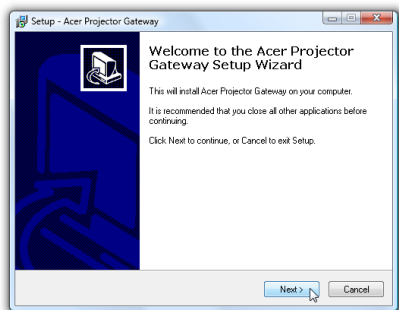 Setup - Acer Projector Gateway
Welcome to the Acer Projector
Gateway Setup Wizard
This will install Acer Projector Gateway on your computer.
It is recommended that you close all other applications before
continuing.
Click Next to continue, or Cancel to exit Setup.
Next >
Cancel